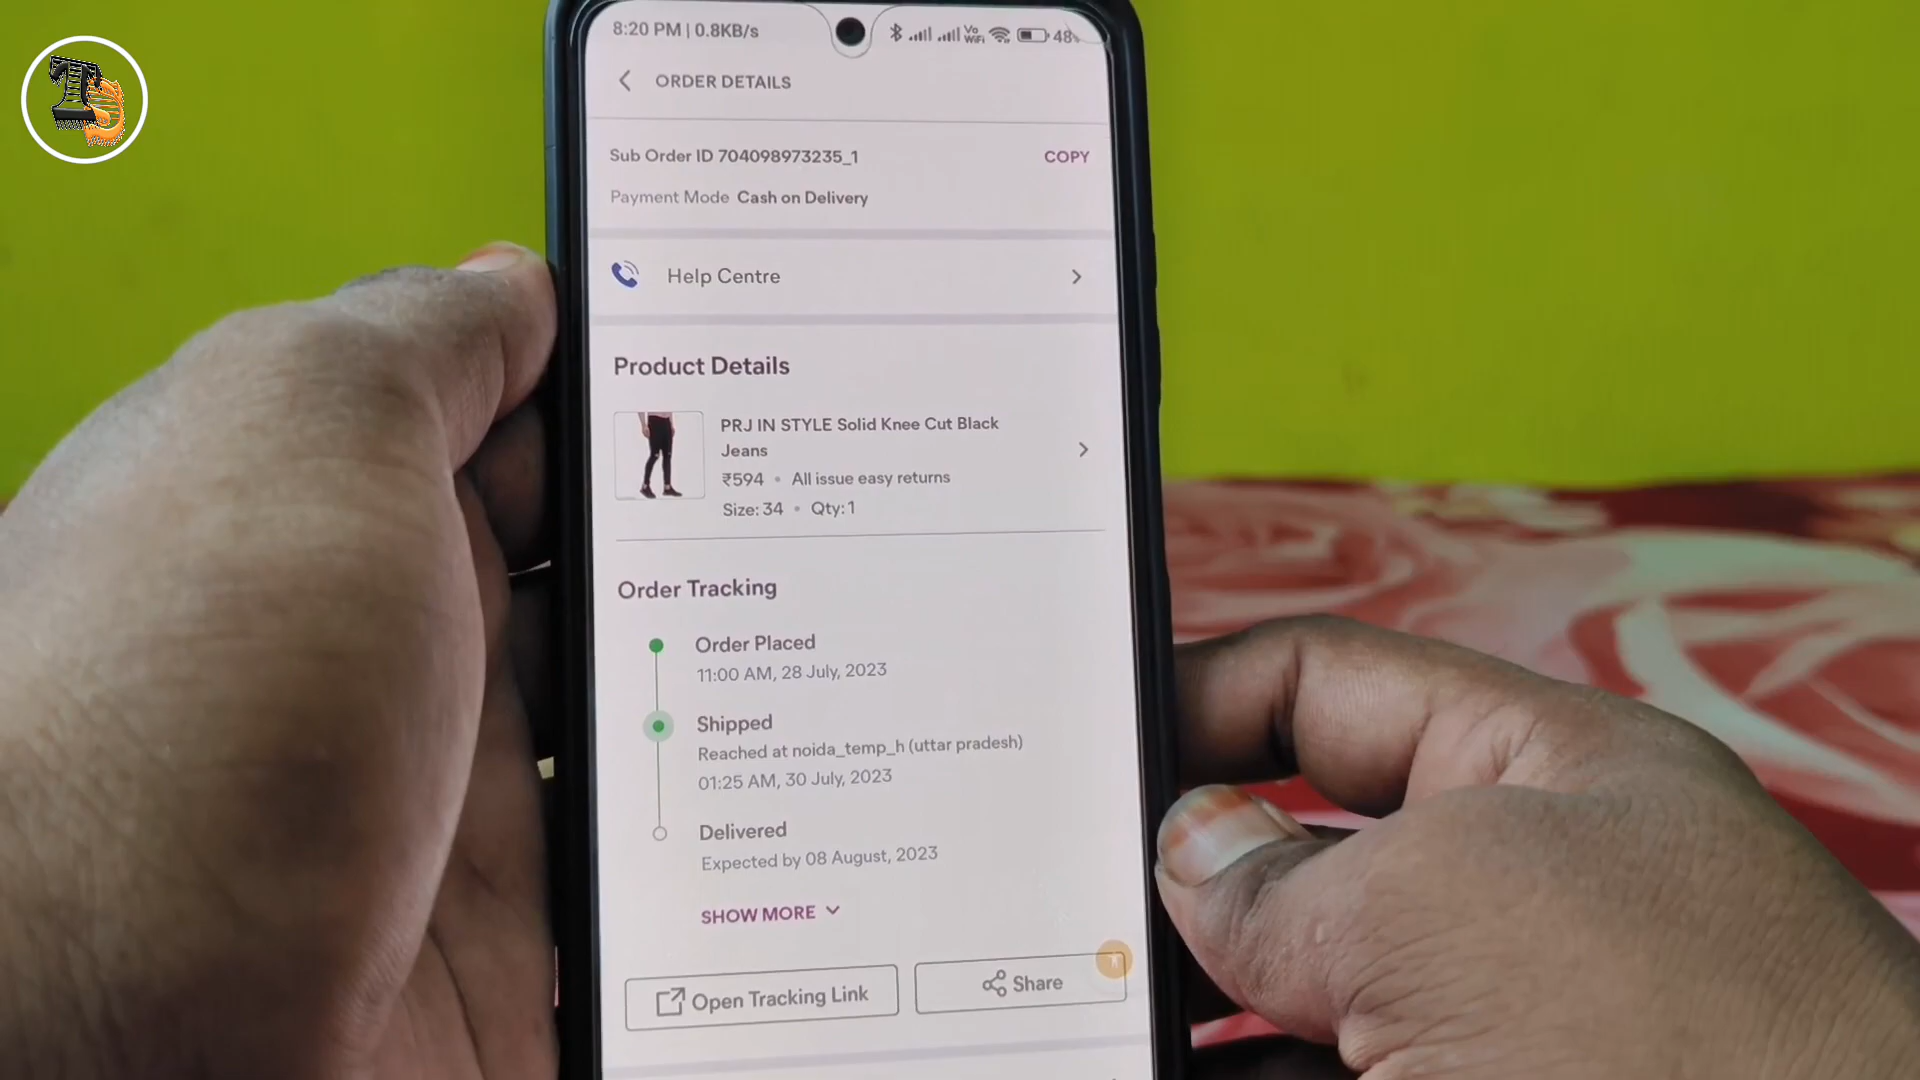 8:20 PM | 0.8KB/s
Vo WiFi 48
ORDER DETAILS
Sub Order ID 704098973235_1 COPY
Payment Mode Cash on Delivery
Help Centre
Product Details
PRJ IN STYLE Solid Knee Cut Black
Jeans
₹594 • All issue easy returns
Size: 34 • Qty: 1
Order Tracking
Order Placed
11:00 AM, 28 July, 2023
Shipped
Reached at noida_temp_h (uttar pradesh)
01:25 AM, 30 July, 2023
Delivered
Expected by 08 August, 2023
SHOW MORE
Open Tracking Link
Share